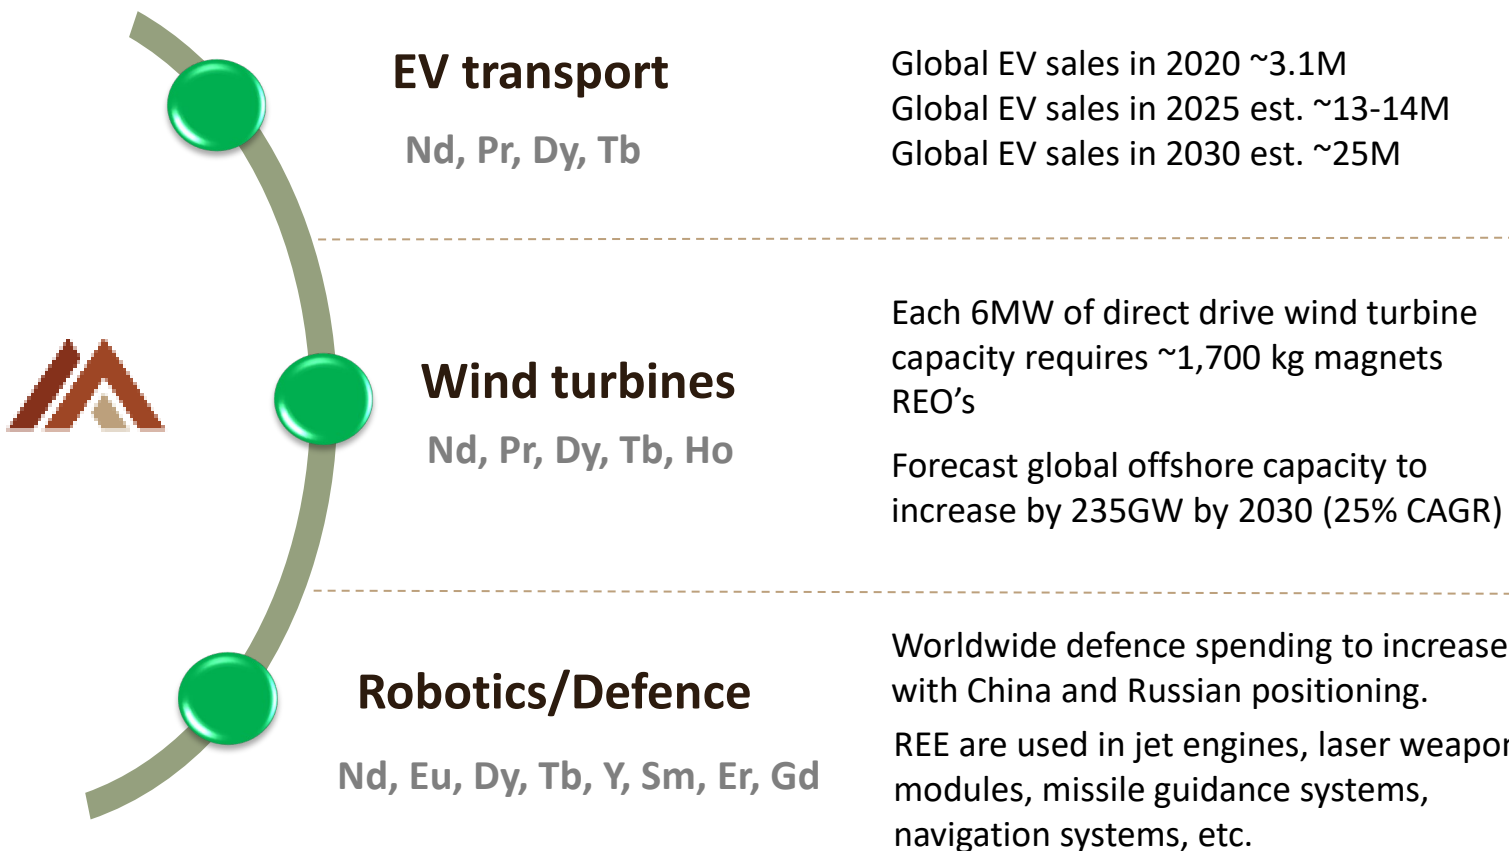 EV transport
Nd, Pr, Dy, Tb
Global EV sales in 2020 ~3.1M
Global EV sales in 2025 est. ~13-14M
Global EV sales in 2030 est. ~25M
Wind turbines
Nd, Pr, Dy, Tb, Ho
Each 6MW of direct drive wind turbine
capacity requires ~1,700 kg magnets
REO’s
Forecast global offshore capacity to
increase by 235GW by 2030 (25% CAGR)
Robotics/Defence
Nd, Eu, Dy, Tb, Y, Sm, Er, Gd
Worldwide defence spending to increase
with China and Russian positioning.
REE are used in jet engines, laser weapon
modules, missile guidance systems,
navigation systems, etc.